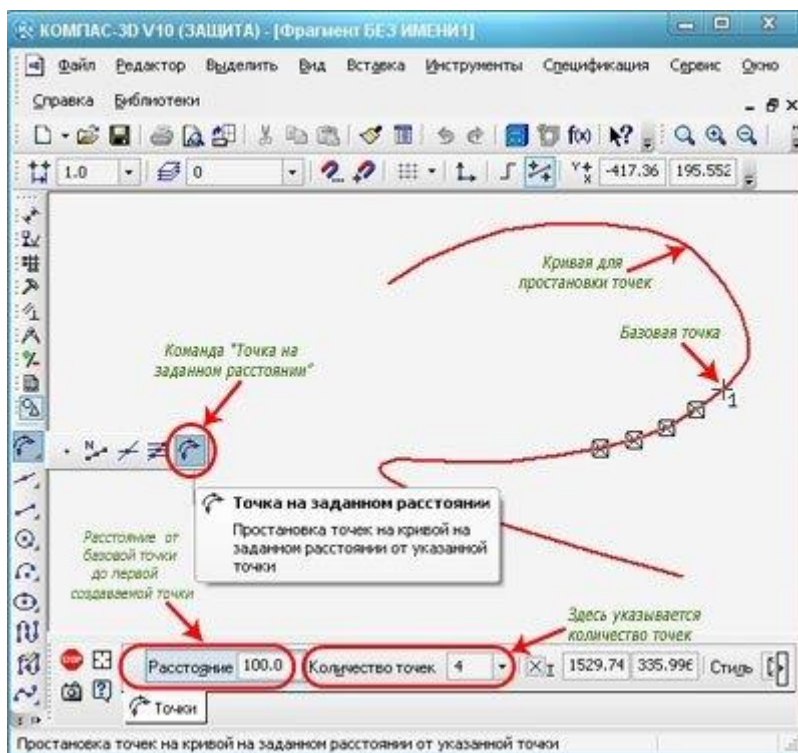 КОМПАС-3D V10 (ЗАЩИТА) - [Фрагмент БЕЗ ИМЕНИ1]
Файл Редактор Выделить Вид Вставка Инструменты Спецификация Сервис Окно
Справка Библиотеки
f(x)
1.0 0 -417.36 195.552
Кривая для
простановки точек
Базовая точка
1
Команда "Точка на
заданном расстоянии"
Точка на заданном расстоянии
Простановка точек на кривой на
заданном расстоянии от указанной
точки
Расстояние от
базовой точки
до первой
создаваемой точки
Здесь указывается
количество точек
STOP Расстояние 100.0 Количество точек 4 1529.74 335.996 Стиль
Точки
Простановка точек на кривой на заданном расстоянии от указанной точки